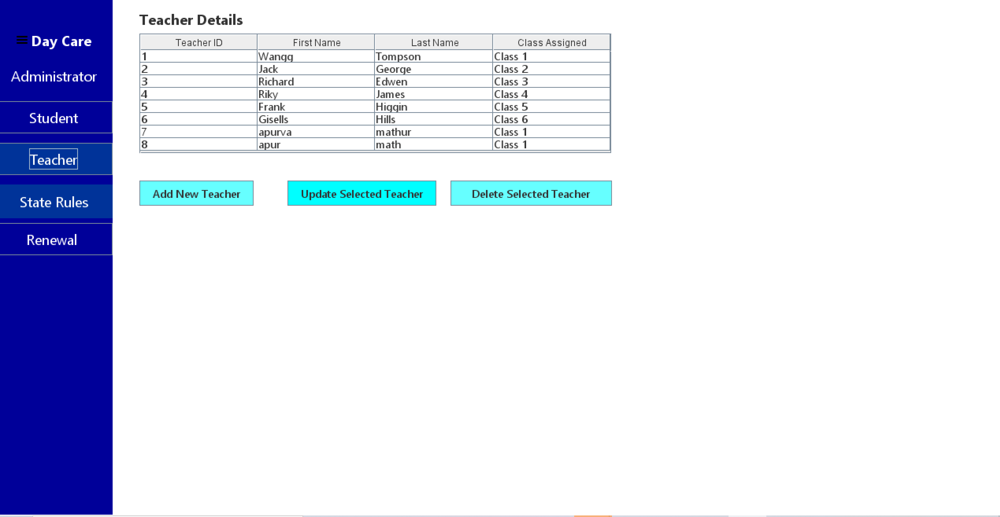 Day Care
Administrator
Student
Teacher
State Rules
Renewal
Teacher Details
Teacher ID First Name Last Name Class Assigned
1 Wangg Tompson Class 1
2 Jack George Class 2
3 Richard Edwen Class 3
4 Riky James Class 4
5 Frank Higgin Class 5
6 Gisells Hills Class 6
7 apurva mathur Class 1
8 apur math Class 1
Add New Teacher Update Selected Teacher Delete Selected Teacher